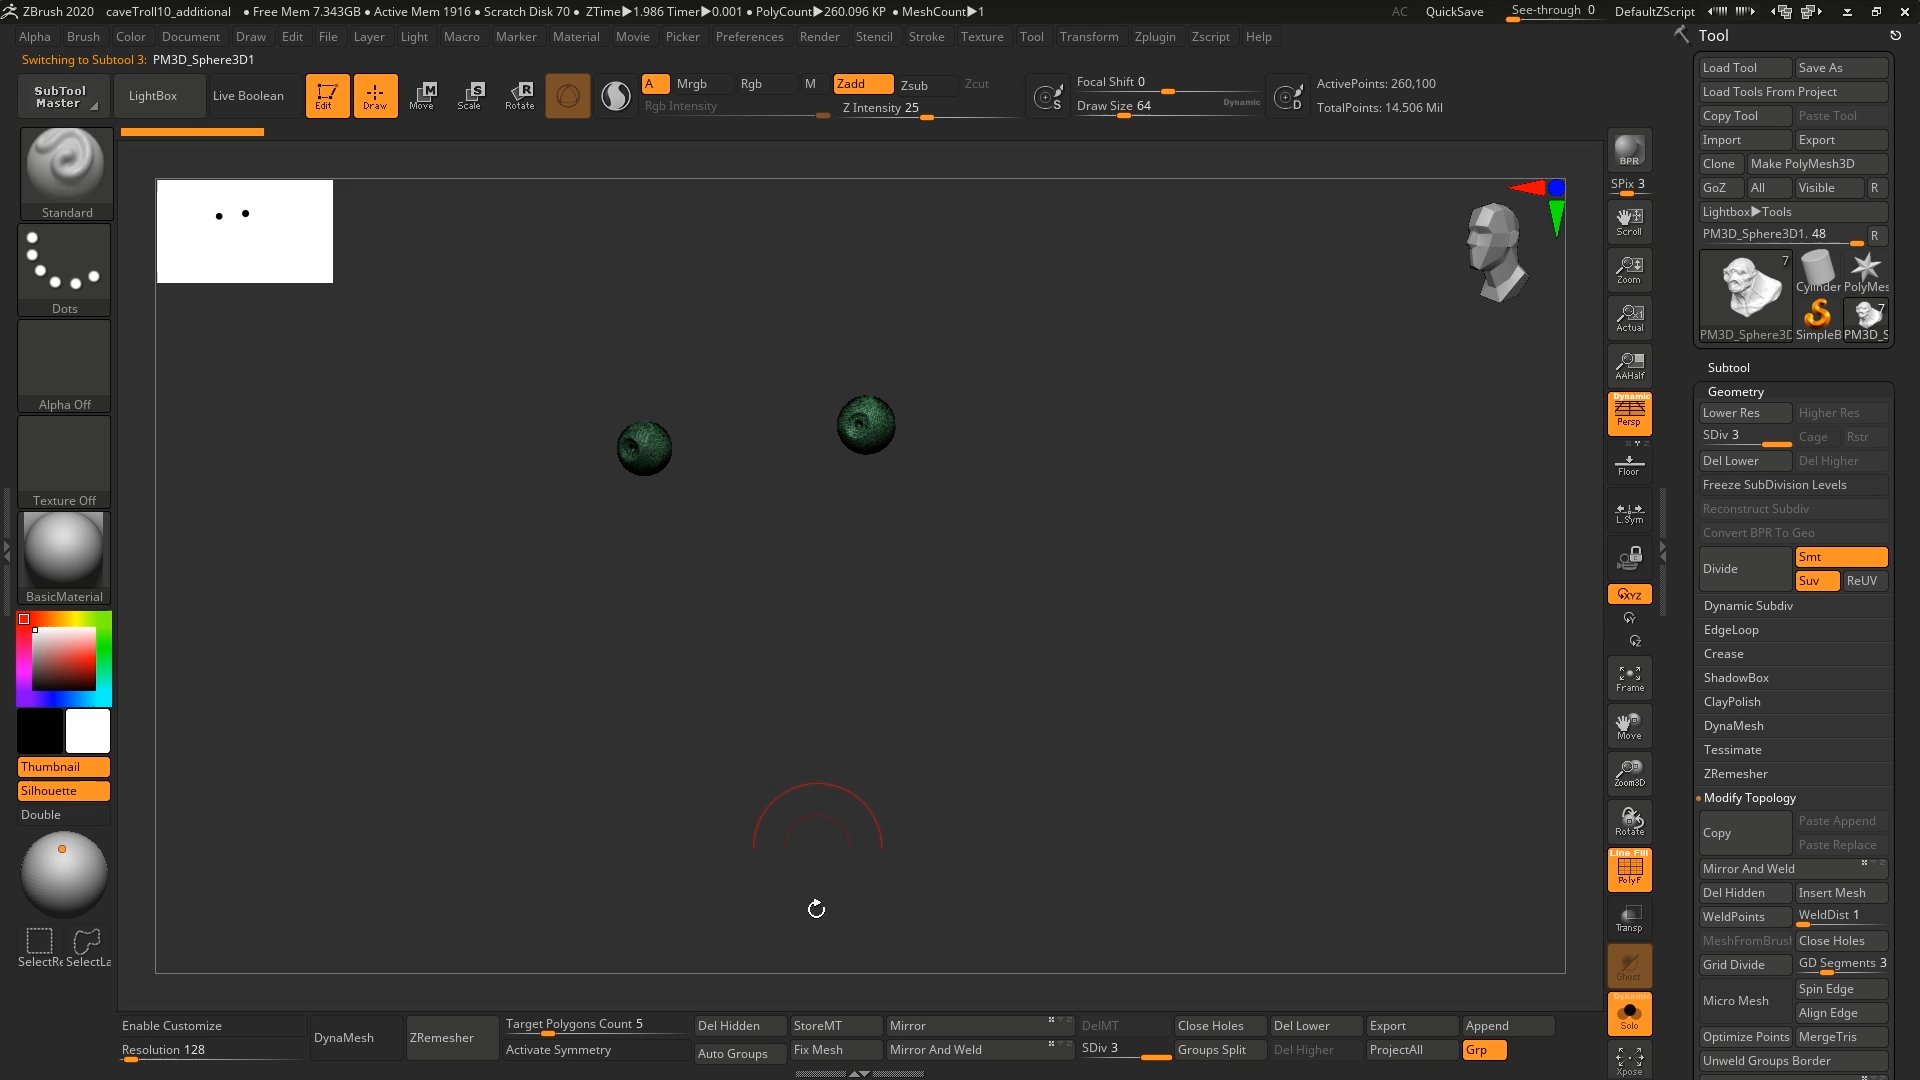 ZBrush 2020 caveTroll10_additional ● Free Mem 7.343GB ● Active Mem 1916 ● Scratch Disk 70 ● ZTime▶1.986 Timer▶0.001 ● PolyCount▶260.096 KP ● MeshCount▶1 AC QuickSave See-through 0 DefaultZScript
Alpha Brush Color Document Draw Edit File Layer Light Macro Marker Material Movie Picker Preferences Render Stencil Stroke Texture Tool Transform Zplugin Zscript Help
Switching to Subtool 3: PM3D_Sphere3D1
SubTool Master
LightBox
Live Boolean
Edit
Draw
Move
Scale
Rotate
A
Mrgb
Rgb
M
Zadd
Zsub
Zcut
Rgb Intensity
Z Intensity 25
Focal Shift 0
Draw Size 64
Dynamic
S
D
ActivePoints: 260,100
TotalPoints: 14.506 Mil
Standard
Dots
Alpha Off
Texture Off
BasicMaterial
Thumbnail
Silhouette
Double
SelectRe SelectLa
BPR
SPix 3
Scroll
Zoom
Actual
AAHalf
Dynamic
Persp
Floor
L.Sym
XYZ
Y
Z
Frame
Move
Zoom3D
Rotate
Line Fill
PolyF
Transp
Ghost
Dynamic
Solo
Xpose
Tool
Load Tool Save As
Load Tools From Project
Copy Tool Paste Tool
Import Export
Clone Make PolyMesh3D
GoZ All Visible R
Lightbox▶Tools
PM3D_Sphere3D1. 48 R
7
Cylinder PolyMes
7
PM3D_Sphere3D SimpleB PM3D_S
Subtool
Geometry
Lower Res Higher Res
SDiv 3 Cage Rstr
Del Lower Del Higher
Freeze SubDivision Levels
Reconstruct Subdiv
Convert BPR To Geo
Divide Smt
Suv ReUV
Dynamic Subdiv
EdgeLoop
Crease
ShadowBox
ClayPolish
DynaMesh
Tessimate
ZRemesher
Modify Topology
Copy Paste Append
Paste Replace
Mirror And Weld
Del Hidden Insert Mesh
WeldPoints WeldDist 1
MeshFromBrush Close Holes
Grid Divide GD Segments 3
Micro Mesh Spin Edge
Align Edge
Optimize Points MergeTris
Unweld Groups Border
Enable Customize
Resolution 128
DynaMesh
ZRemesher
Target Polygons Count 5
Activate Symmetry
Del Hidden
Auto Groups
StoreMT
Fix Mesh
Mirror
Mirror And Weld
DelMT
SDiv 3
Close Holes
Groups Split
Del Lower
Del Higher
Export
ProjectAll
Append
Grp